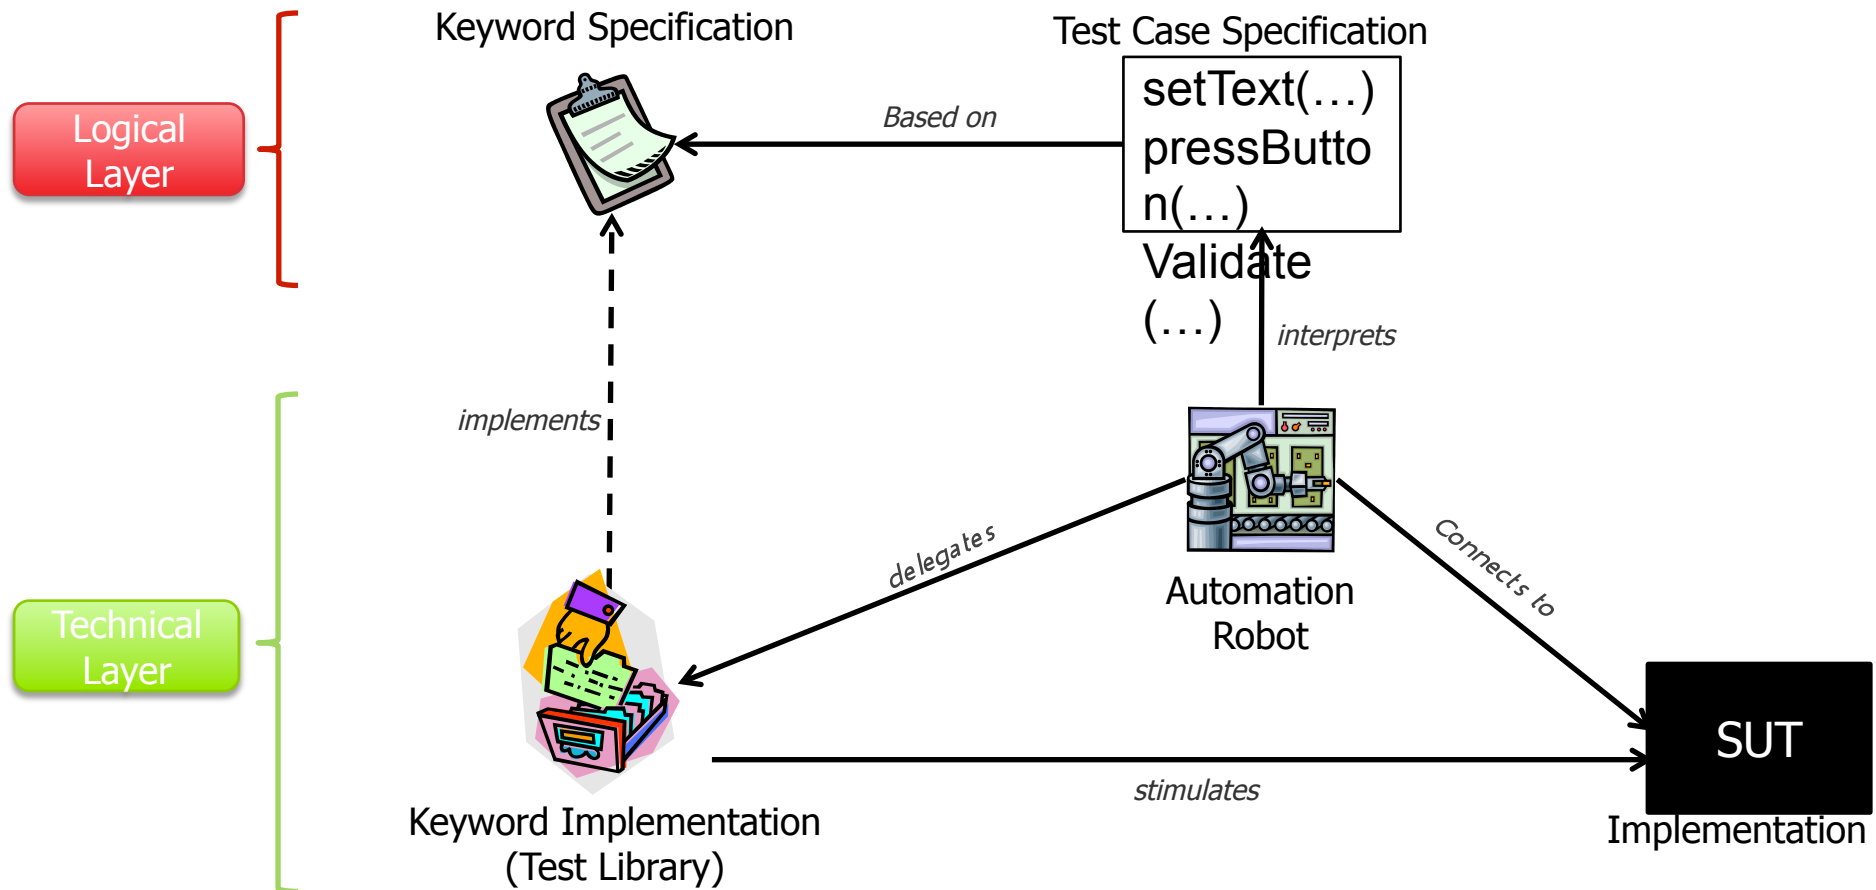 Keyword Specification
Test Case Specification
setText(…)
pressButto
n(…)
Validate
(…)
Logical
Layer
Based on
interprets
implements
delegates
Connects to
Automation
Robot
Technical
Layer
SUT
stimulates
Implementation
Keyword Implementation
(Test Library)